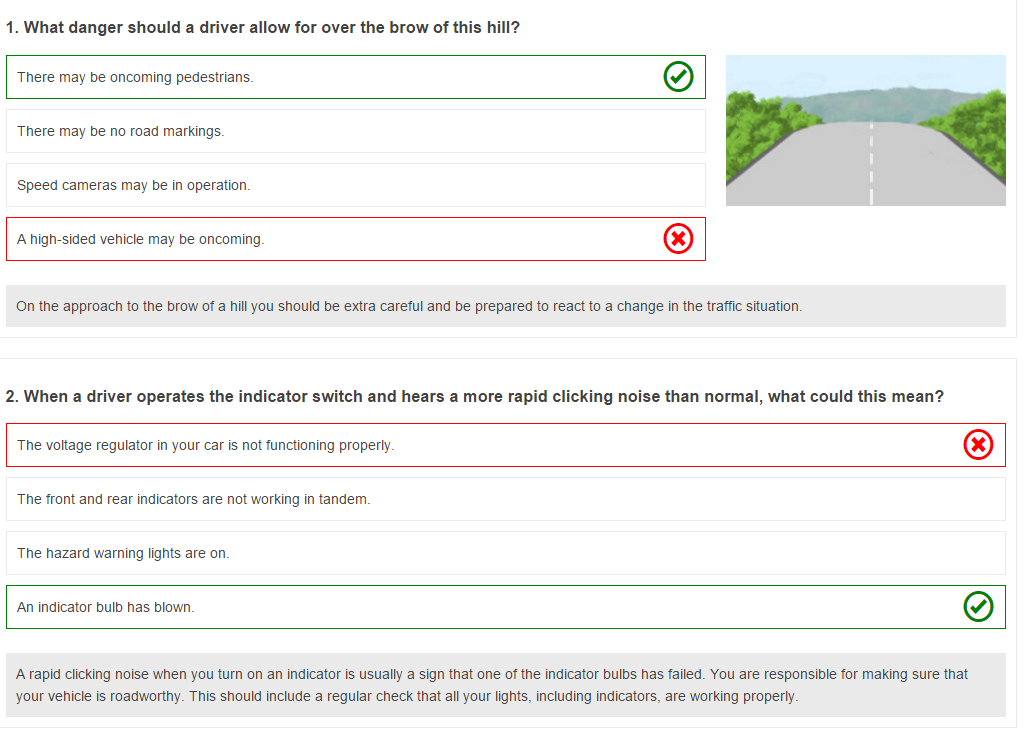 1. What danger should a driver allow for over the brow of this hill?
There may be oncoming pedestrians.
There may be no road markings.
Speed cameras may be in operation.
A high-sided vehicle may be oncoming.
On the approach to the brow of a hill you should be extra careful and be prepared to react to a change in the traffic situation.
2. When a driver operates the indicator switch and hears a more rapid clicking noise than normal, what could this mean?
The voltage regulator in your car is not functioning properly.
The front and rear indicators are not working in tandem.
The hazard warning lights are on.
An indicator bulb has blown.
A rapid clicking noise when you turn on an indicator is usually a sign that one of the indicator bulbs has failed. You are responsible for making sure that
your vehicle is roadworthy. This should include a regular check that all your lights, including indicators, are working properly.